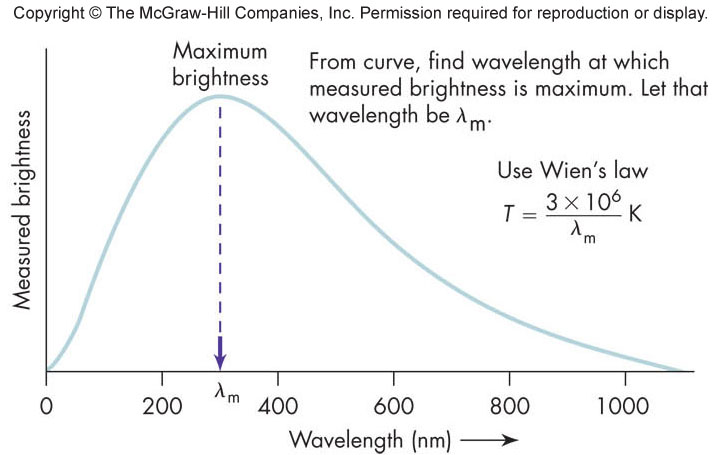 Copyright © The McGraw-Hill Companies, Inc. Permission required for reproduction or display.
Maximum
brightness
From curve, find wavelength at which
measured brightness is maximum. Let that
wavelength be λm.
Use Wien's law
T = 3 × 10⁶ / λm K
Measured brightness
0 200 λm 400 600 800 1000
Wavelength (nm) →